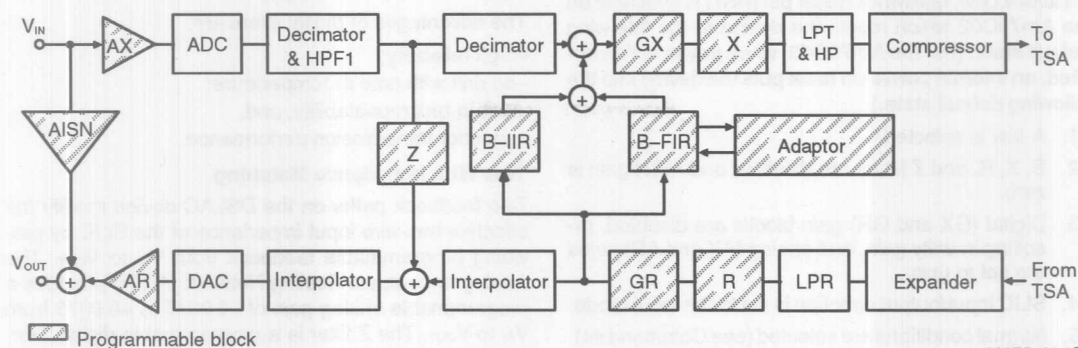 V_IN
AX
ADC
Decimator
& HPF1
Decimator
+
GX
X
LPT
& HP
Compressor
To
TSA
+
AISN
Z
B–IIR
B–FIR
Adaptor
V_OUT
+
AR
DAC
Interpolator
+
Interpolator
GR
R
LPR
Expander
From
TSA
Programmable block